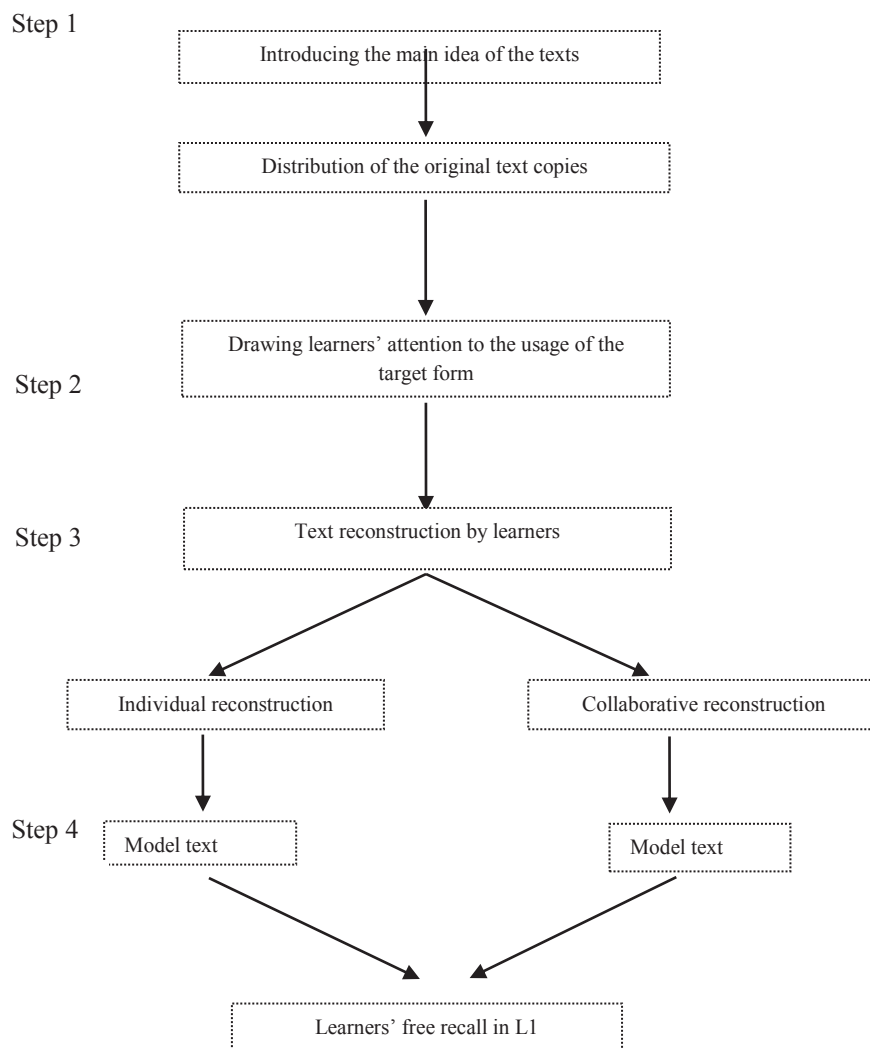 Step 1
Introducing the main idea of the texts
Distribution of the original text copies
Drawing learners’ attention to the usage of the
target form
Step 2
Text reconstruction by learners
Step 3
Individual reconstruction
Collaborative reconstruction
Step 4
Model text
Model text
Learners’ free recall in L1